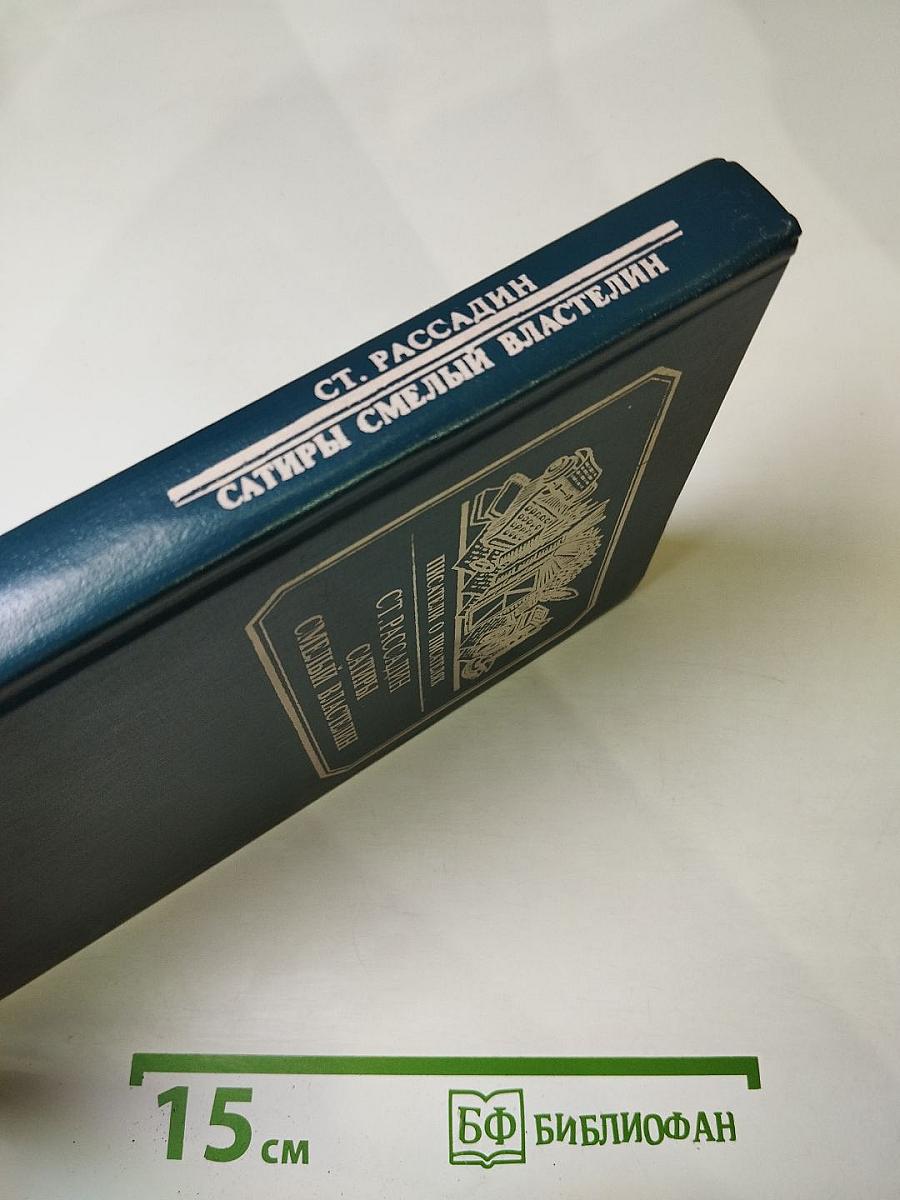 СТ. РАССАДИН
САТИРЫ СМЕЛЫЙ ВЛАСТЕЛИН
ПИСАТЕЛИ О ПИСАТЕЛЯХ
СТ. РАССАДИН
САТИРЫ
СМЕЛЫЙ ВЛАСТЕЛИН
15 см
БФ БИБЛИОФАН